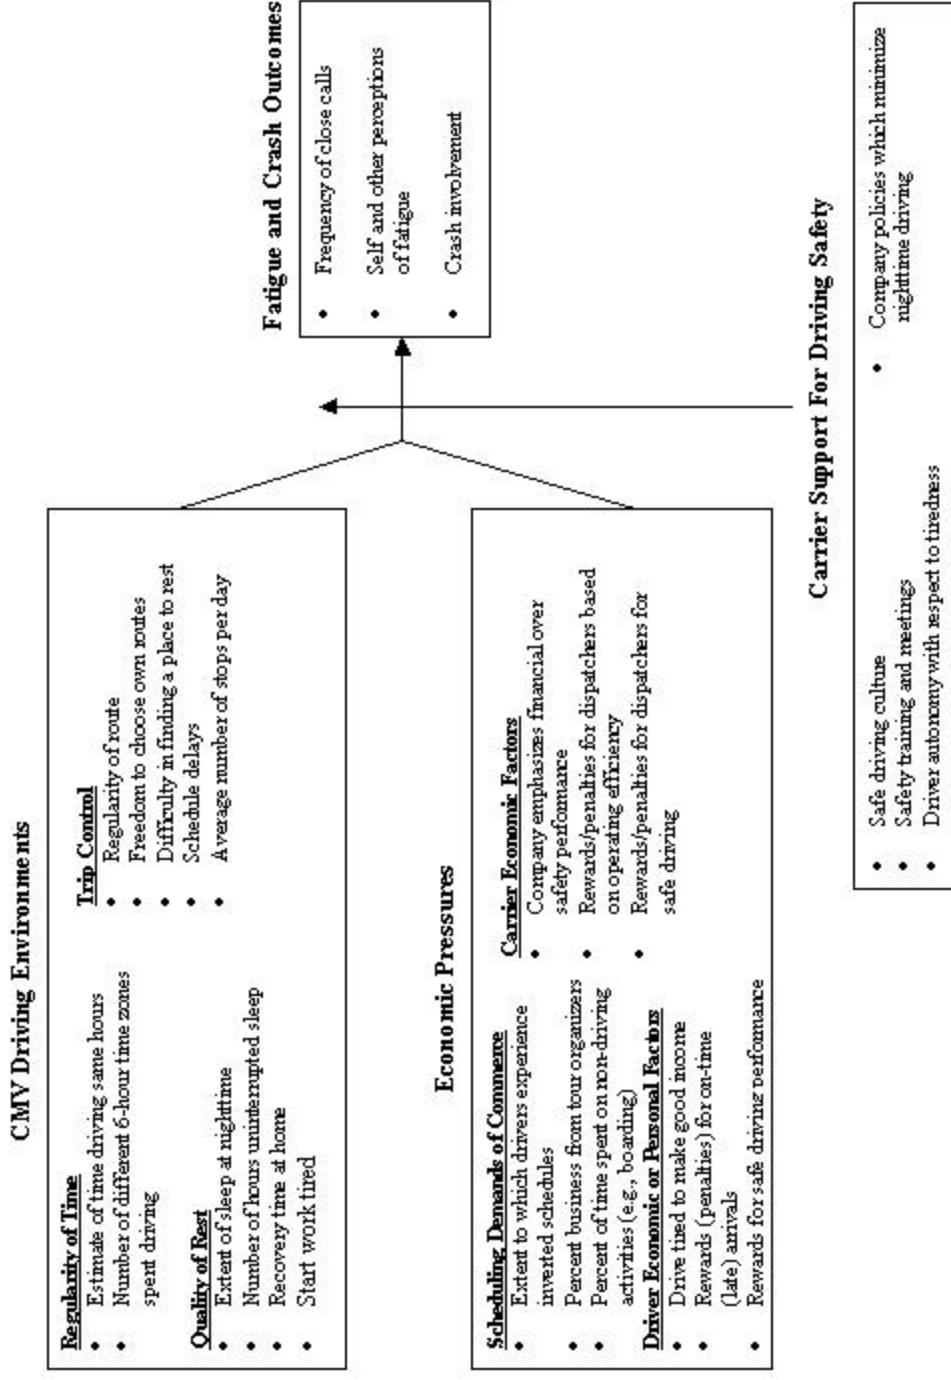 CMV Driving Environments
Regularity of Time
• Estimate of time driving same hours
• Number of different 6-hour time zones
spent driving
Quality of Rest
• Extent of sleep at nighttime
• Number of hours uninterrupted sleep
• Recovery time at home
• Start work tired
Trip Control
• Regularity of route
• Freedom to choose own routes
• Difficulty in finding a place to rest
• Schedule delays
• Average number of stops per day
Economic Pressures
Scheduling Demands of Commerce
• Extent to which drivers experience
inverted schedules
• Percent business from tour organizers
• Percent of time spent on non-driving
activities (e.g., boarding)
Driver Economic or Personal Factors
• Drive tired to make good income
• Rewards (penalties) for on-time
(late) arrivals
• Rewards for safe driving performance
Carrier Economic Factors
• Company emphasizes financial over
safety performance
• Rewards/penalties for dispatchers based
on operating efficiency
• Rewards/penalties for dispatchers for
safe driving
Fatigue and Crash Outcomes
• Frequency of close calls
• Self and other perceptions
of fatigue
• Crash involvement
Carrier Support For Driving Safety
• Safe driving culture
• Safety training and meetings
• Driver autonomy with respect to tiredness
• Company policies which minimize
nighttime driving